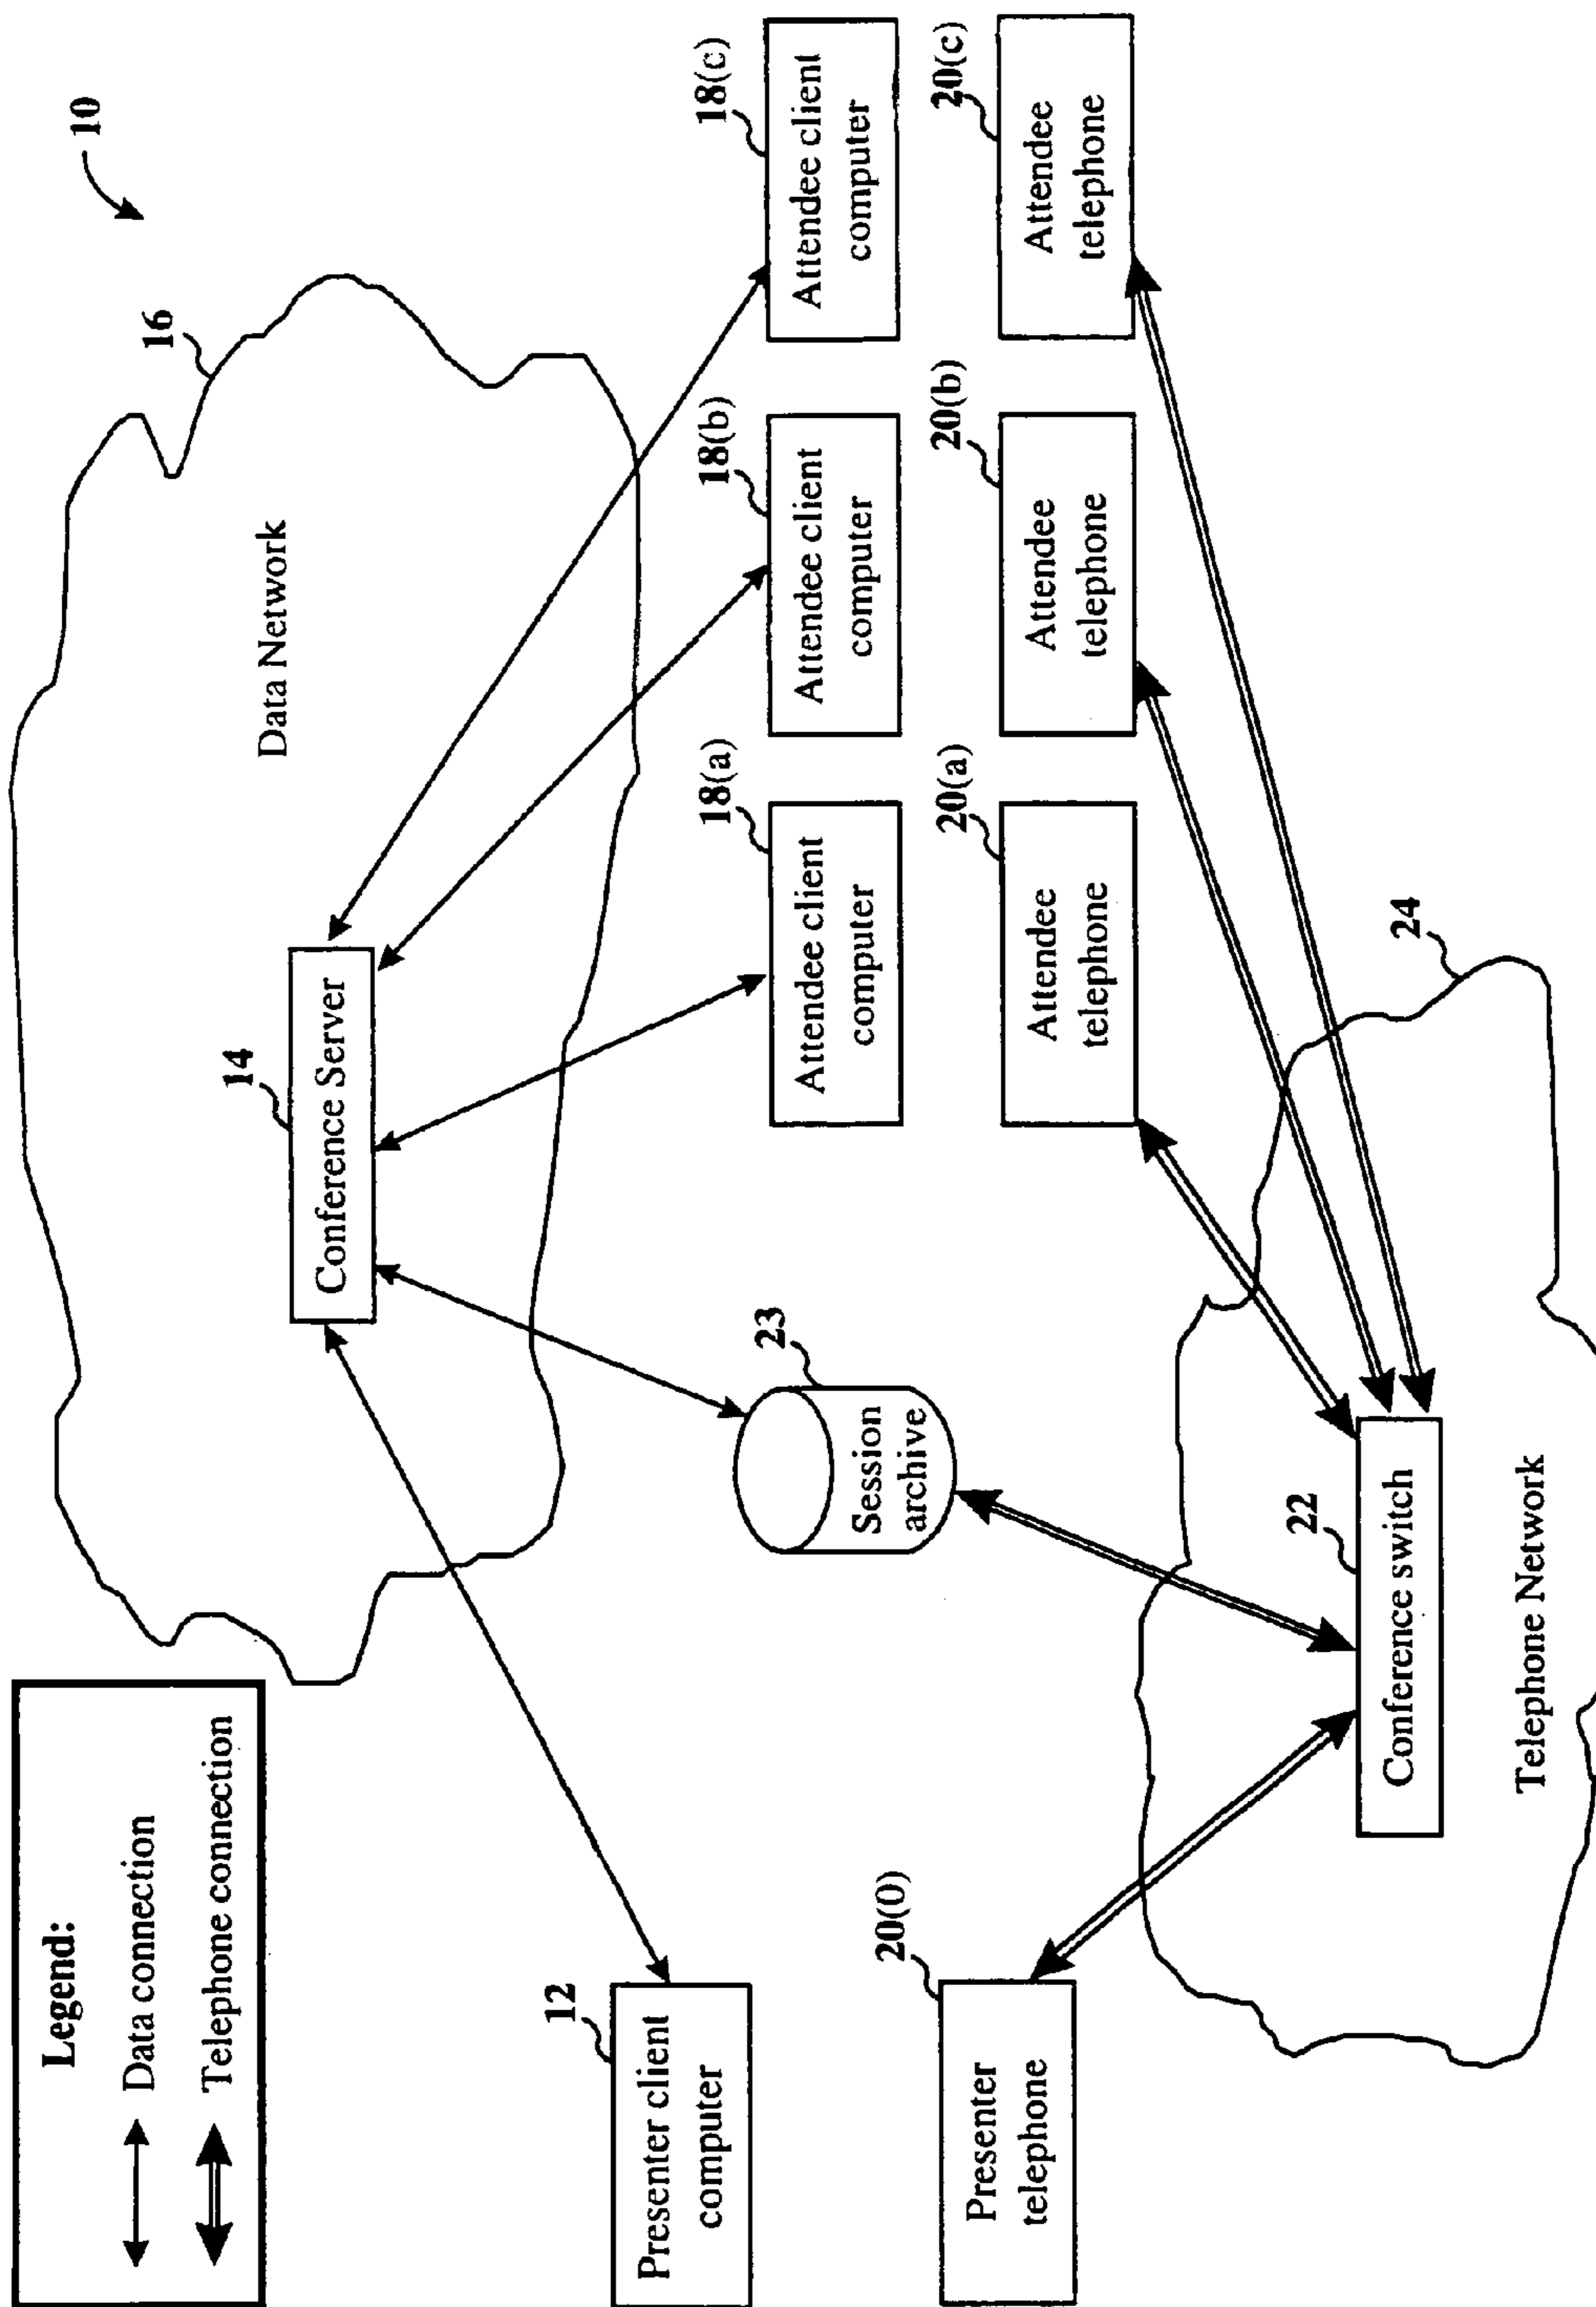 Legend:
Data connection
Telephone connection
10
16
Data Network
14
Conference Server
12
Presenter client
computer
23
Session
archive
18(a)
Attendee client
computer
18(b)
Attendee client
computer
18(c)
Attendee client
computer
20(0)
Presenter
telephone
20(a)
Attendee
telephone
20(b)
Attendee
telephone
20(c)
Attendee
telephone
22
Conference switch
24
Telephone Network